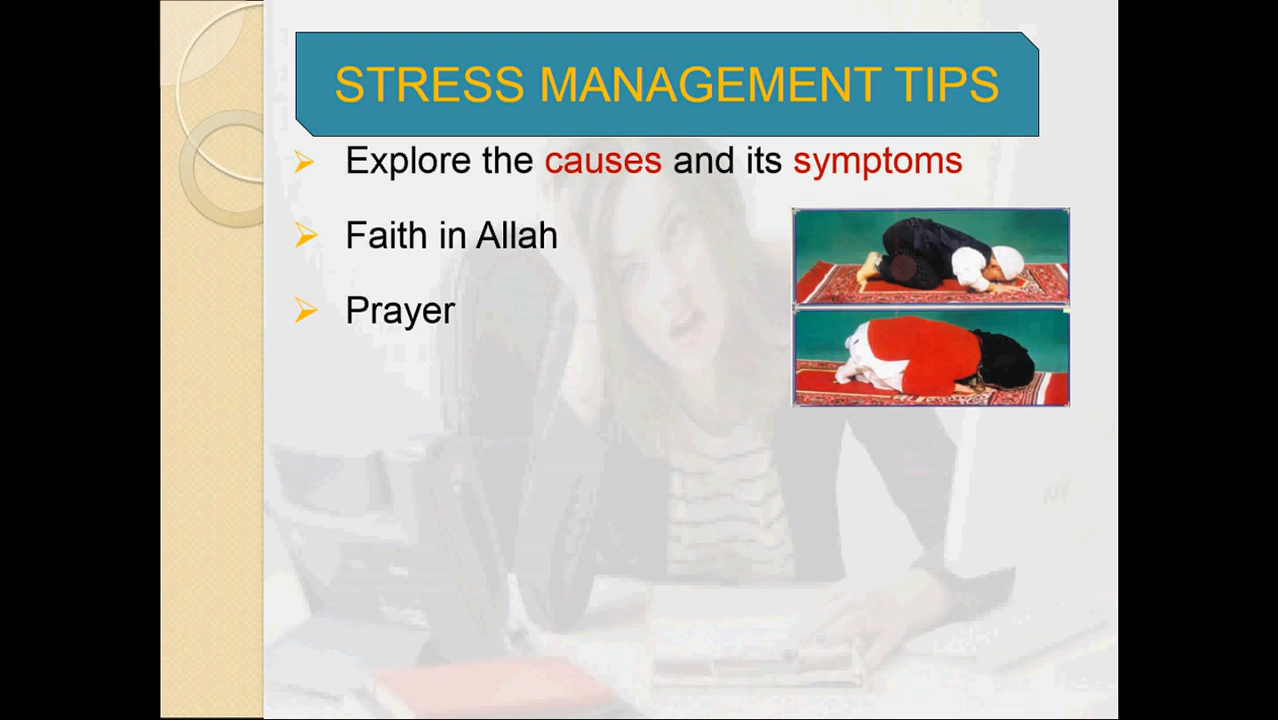 STRESS MANAGEMENT TIPS
Explore the causes and its symptoms
Faith in Allah
Prayer